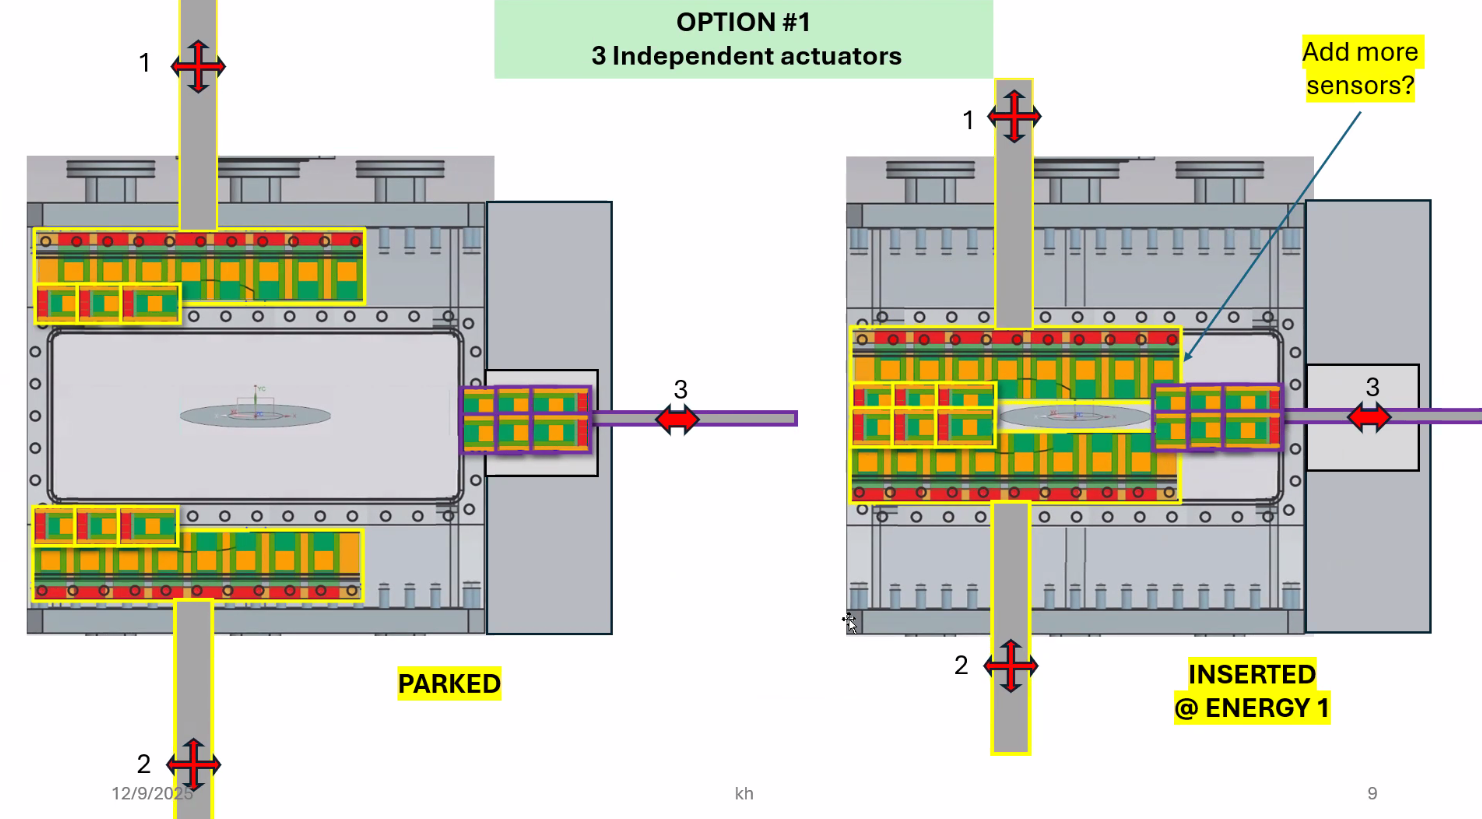 OPTION #1
3 Independent actuators
1
Add more
sensors?
1
3
3
PARKED
2
INSERTED
@ ENERGY 1
2
12/9/2025
kh
9